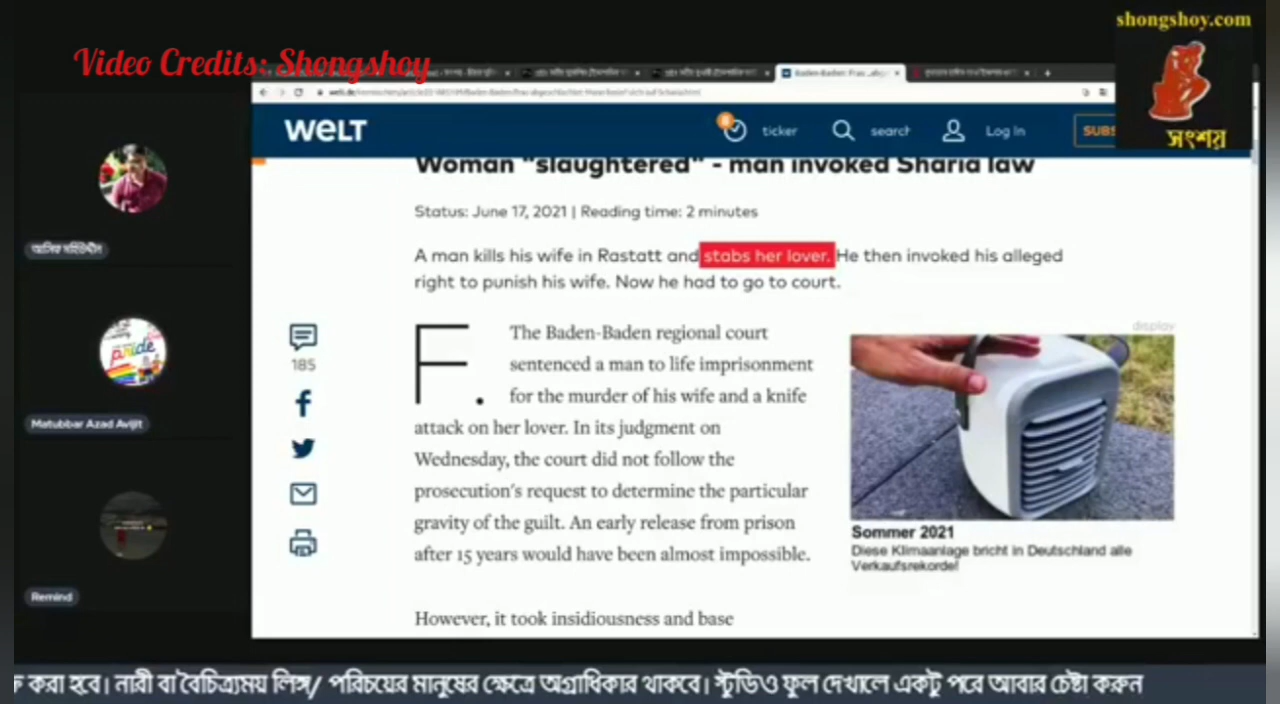 shongshoy.com
Video Credits: Shongshoy
সংশয়
WELT
8
ticker
search
Log In
SUBS
Woman "slaughtered" - man invoked Sharia law
Status: June 17, 2021 | Reading time: 2 minutes
A man kills his wife in Rastatt and stabs her lover. He then invoked his alleged
right to punish his wife. Now he had to go to court.
display
185
F.
The Baden-Baden regional court
sentenced a man to life imprisonment
for the murder of his wife and a knife
attack on her lover. In its judgment on
Wednesday, the court did not follow the
prosecution's request to determine the particular
gravity of the guilt. An early release from prison
after 15 years would have been almost impossible.
However, it took insidiousness and base
Sommer 2021
Diese Klimaanlage bricht in Deutschland alle
Verkaufsrekorde!
আসিফ মহিউদ্দীন
pride
Matubbar Azad Avijit
Remind
করা হবে। নারী বা বৈচিত্র্যময় লিঙ্গ/ পরিচয়ের মানুষের ক্ষেত্রে অগ্রাধিকার থাকবে। স্টুডিও ফুল দেখালে একটু পরে আবার চেষ্টা করুন